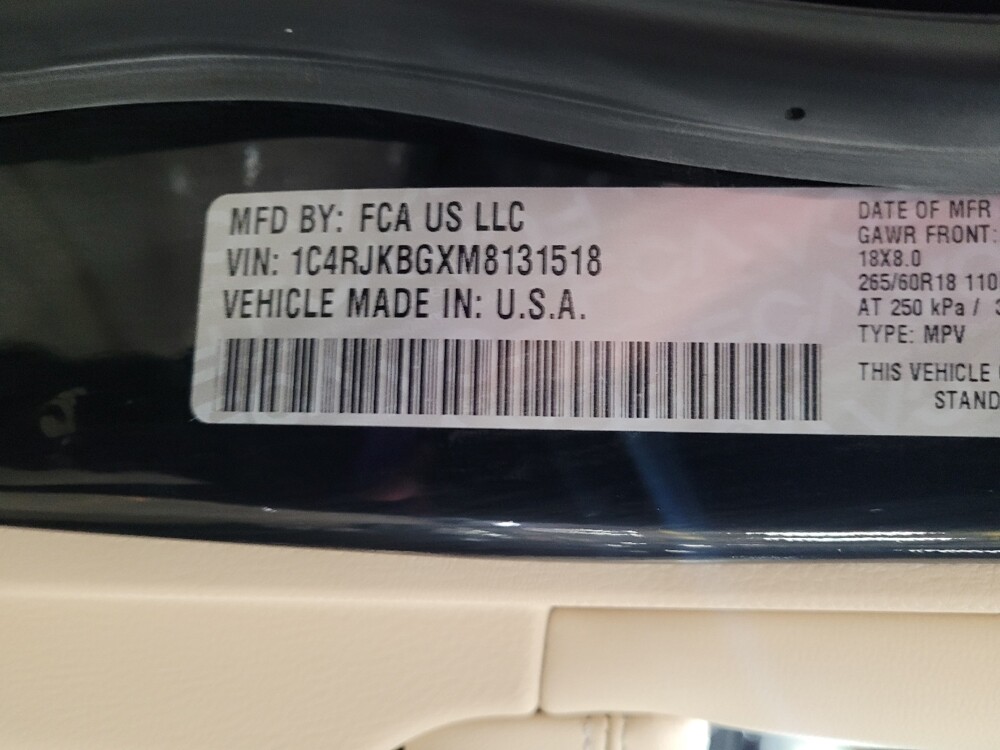 MFD BY: FCA US LLC
VIN: 1C4RJKBGXM8131518
VEHICLE MADE IN: U.S.A.
DATE OF MFR
GAWR FRONT:
18X8.0
265/60R18 110
AT 250 kPa /
TYPE: MPV
THIS VEHICLE
STAND